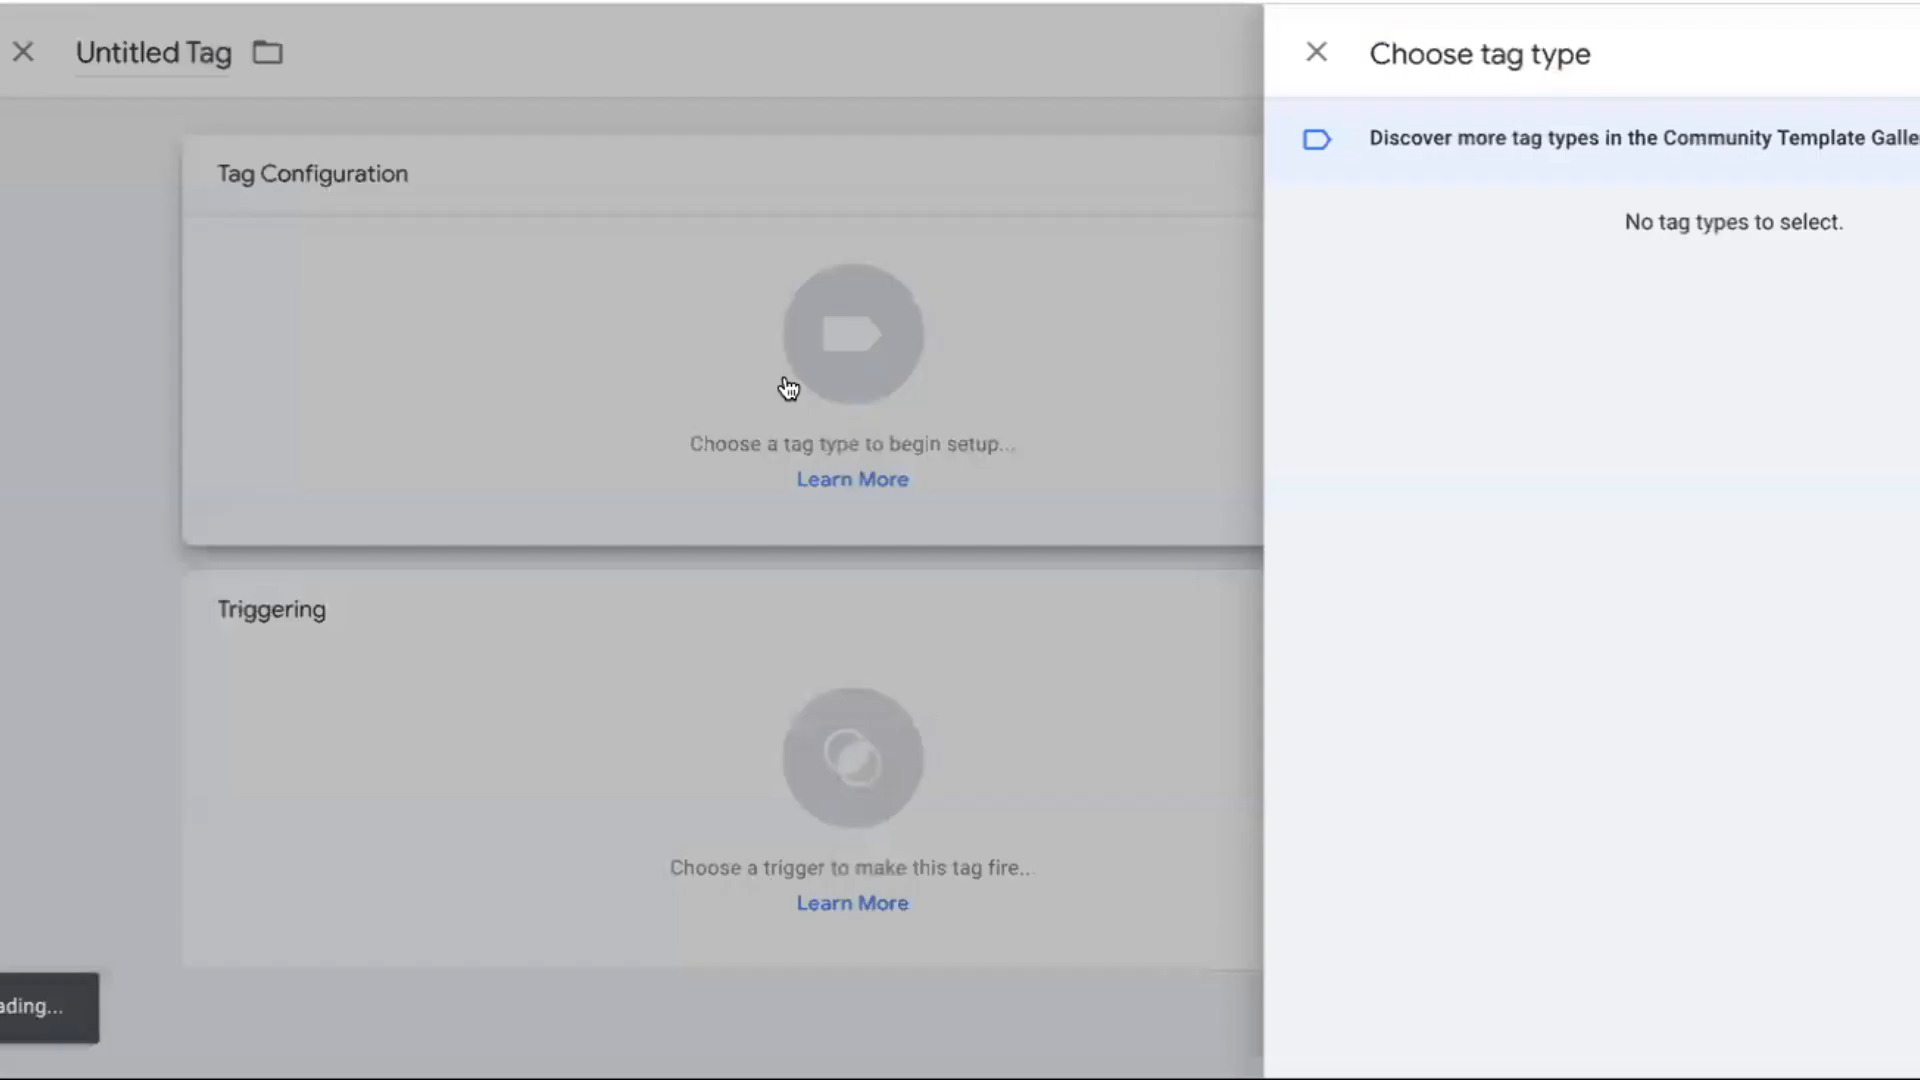 Untitled Tag
Choose tag type
Discover more tag types in the Community Template Galle
No tag types to select.
Tag Configuration
Choose a tag type to begin setup...
Learn More
Triggering
Choose a trigger to make this tag fire...
Learn More
ading...